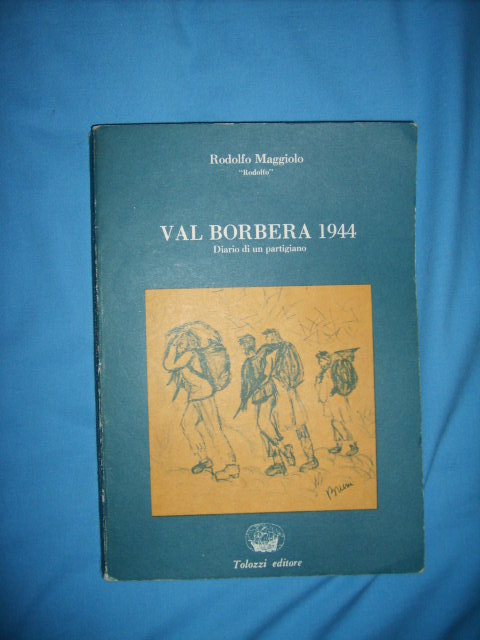 Rodolfo Maggiolo
"Rodolfo"
VAL BORBERA 1944
Diario di un partigiano
Tolozzi editore